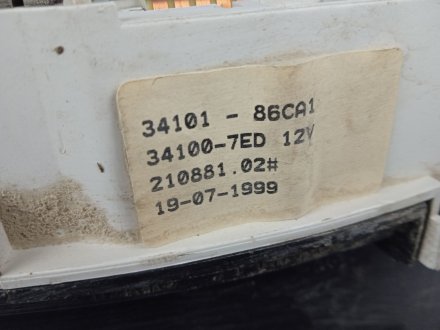 34101 - 86CA1
34100-7ED 12V
210881.02#
19-07-1999